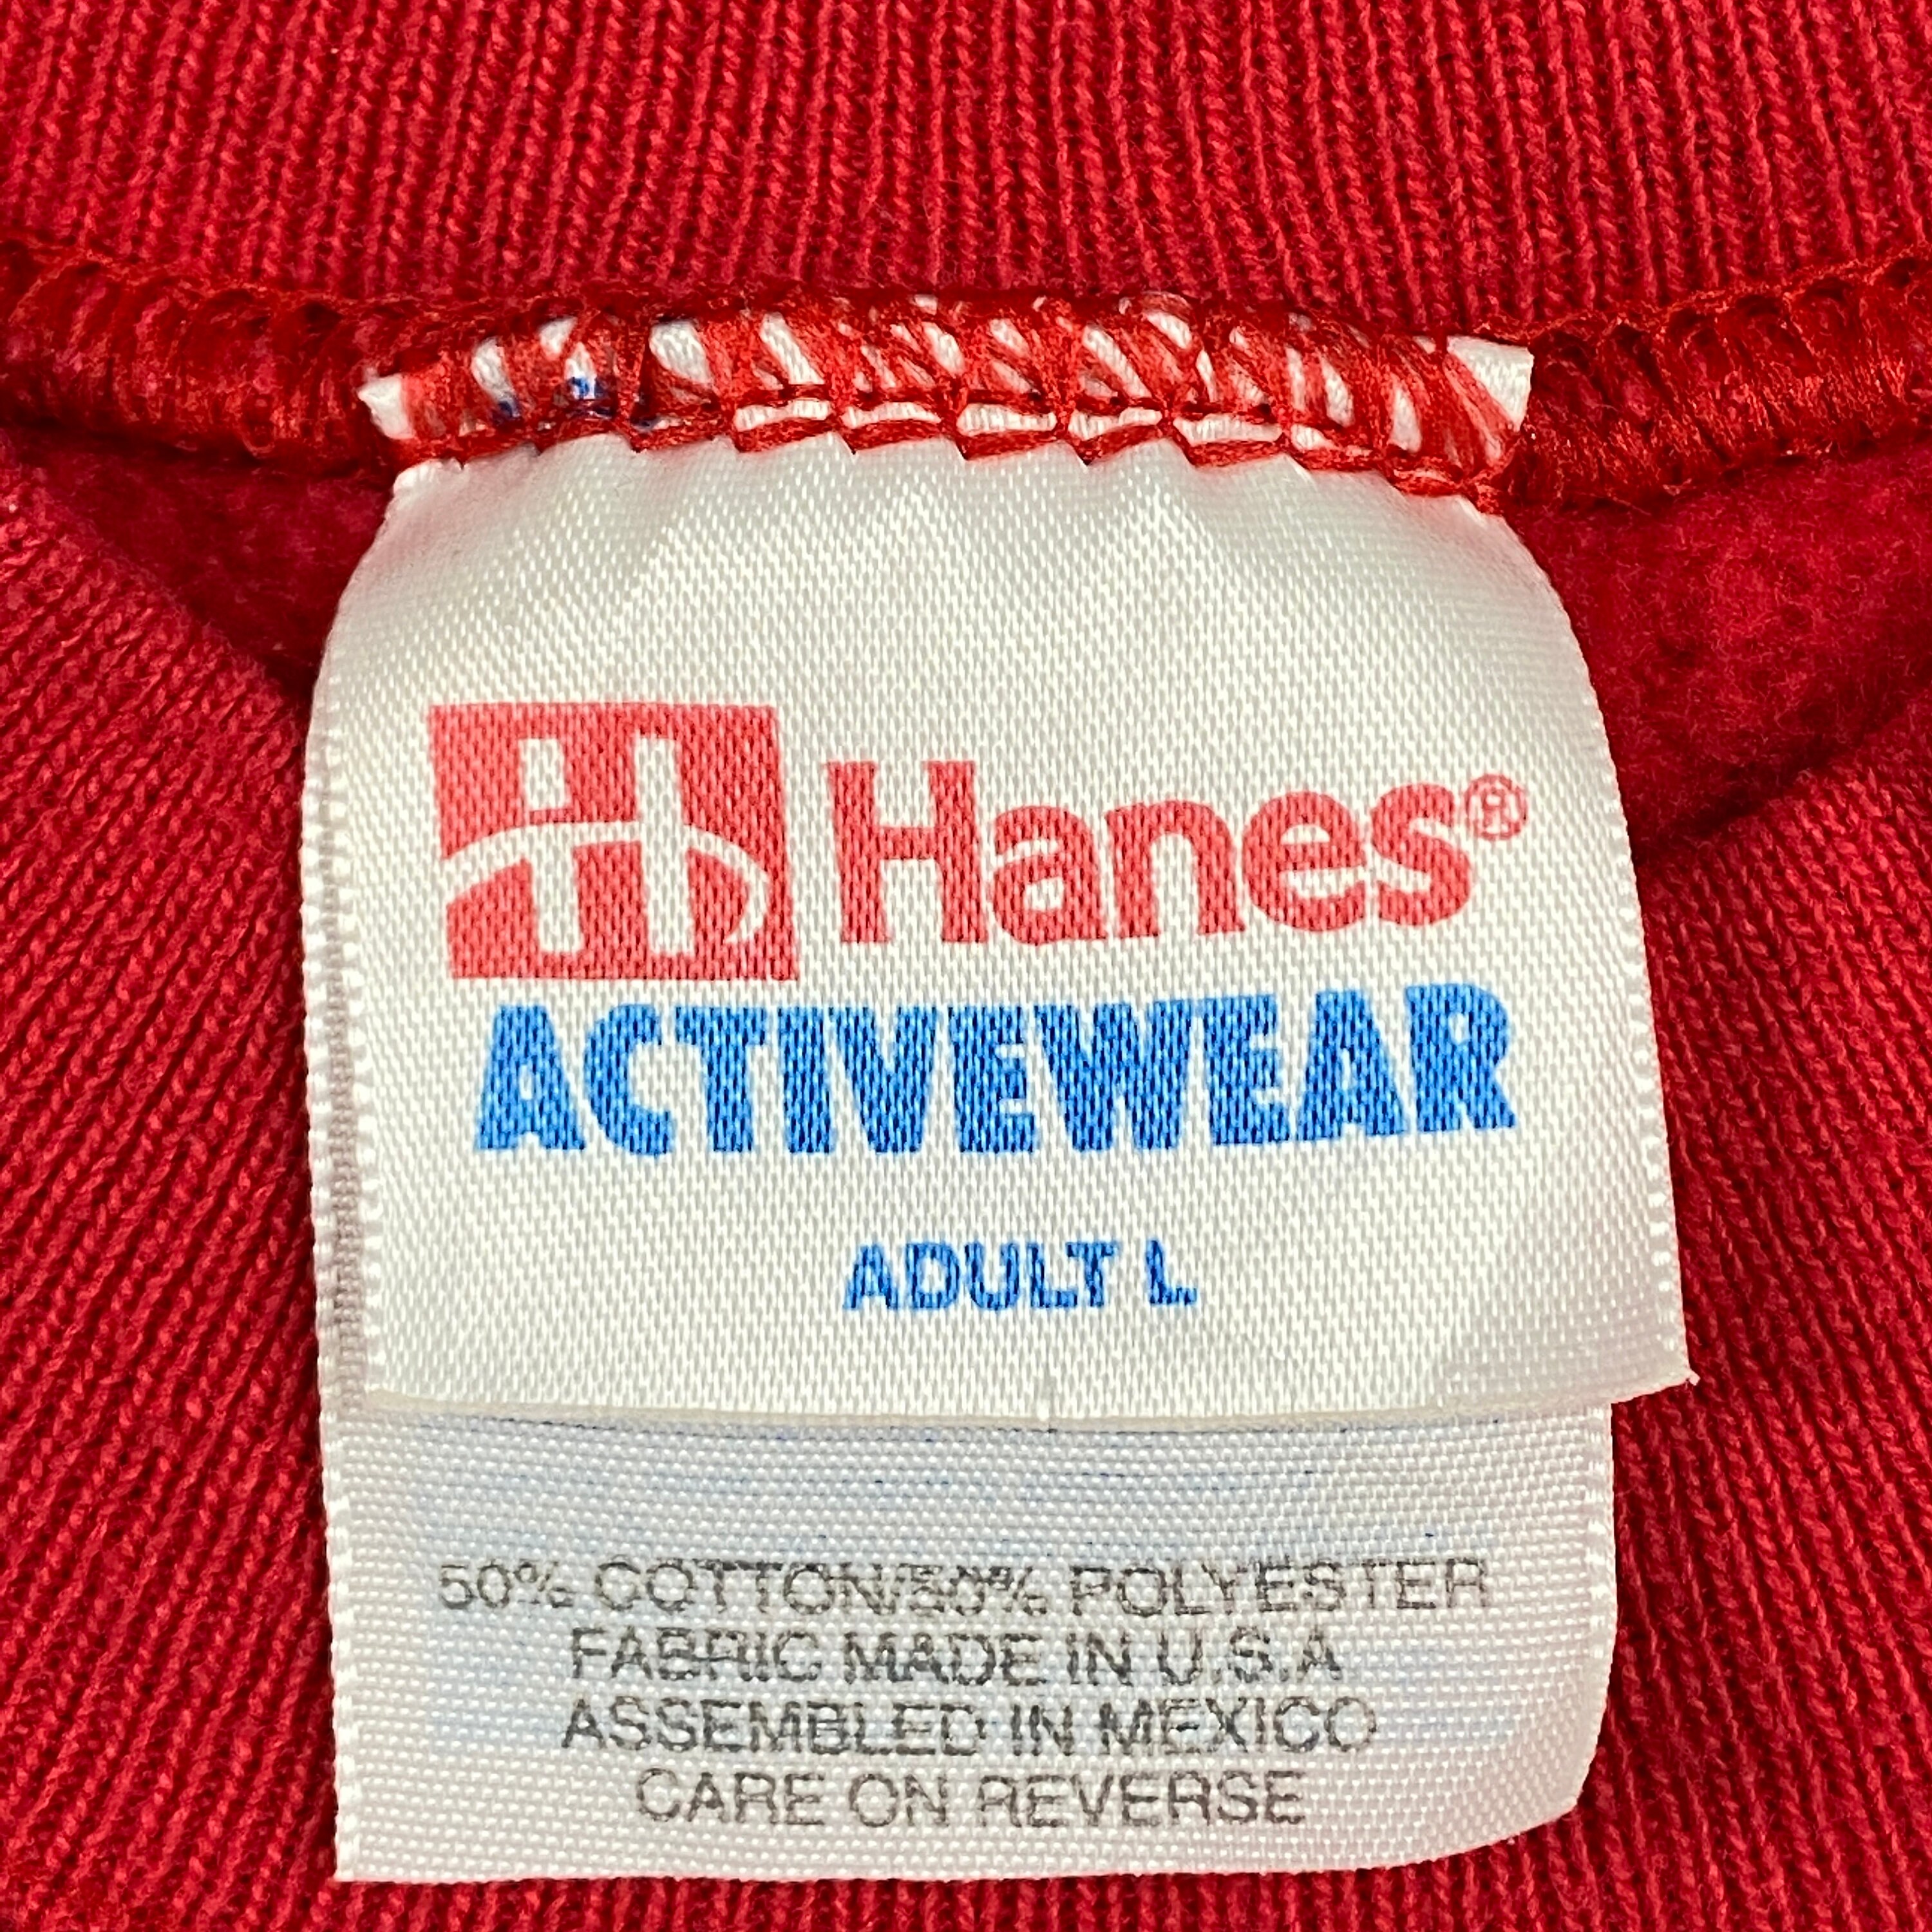 Hanes®
ACTIVEWEAR
ADULT L
50% COTTON/50% POLYESTER
FABRIC MADE IN U.S.A
ASSEMBLED IN MEXICO
CARE ON REVERSE